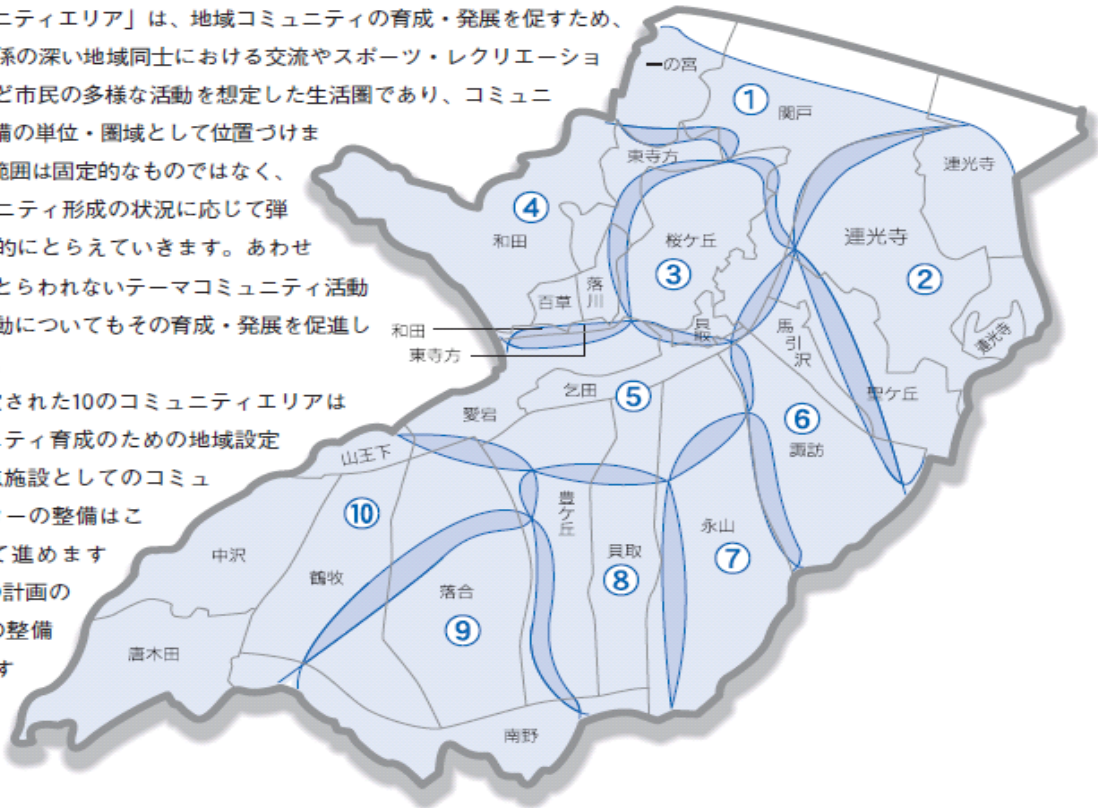 ニティエリア」は、地域コミュニティの育成・発展を促すため、
係の深い地域同士における交流やスポーツ・レクリエーショ
ど市民の多様な活動を想定した生活圏であり、コミュニ
備の単位・圏域として位置づけま
範囲は固定的なものではなく、
ニティ形成の状況に応じて弾
的にとらえていきます。あわせ
とらわれないテーマコミュニティ活動
動についてもその育成・発展を促進し
定された10のコミュニティエリアは
ニティ育成のための地域設定
施設としてのコミュ
ターの整備はこ
て進めます
計画の
の整備
す
一の宮
①
関戸
東寺方
連光寺
④
和田
桜ケ丘
③
連光寺
②
百草
落川
貝取
馬引沢
連光寺
和田
東寺方
聖ケ丘
乞田
⑤
愛宕
⑥
諏訪
山王下
⑩
豊ケ丘
永山
⑦
中沢
鶴牧
落合
⑨
貝取
⑧
唐木田
南野